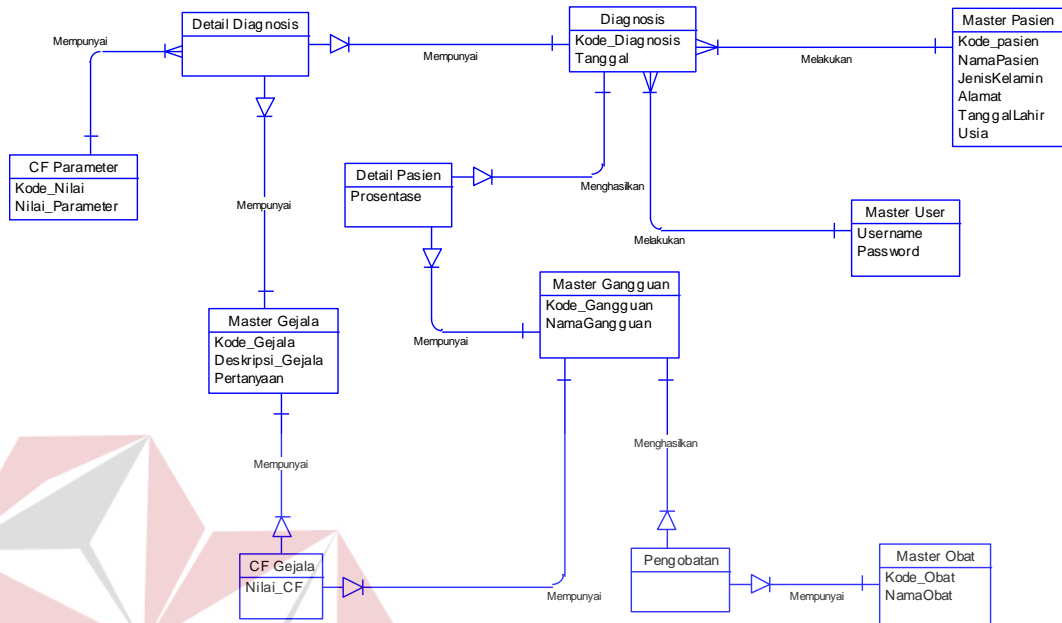 Detail Diagnosis
Diagnosis
Kode_Diagnosis
Tanggal
Master Pasien
Kode_pasien
NamaPasien
JenisKelamin
Alamat
TanggalLahir
Usia
Mempunyai
Mempunyai
Melakukan
CF Parameter
Kode_Nilai
Nilai_Parameter
Detail Pasien
Prosentase
Menghasilkan
Mempunyai
Master User
Username
Password
Melakukan
Master Gangguan
Kode_Gangguan
NamaGangguan
Mempunyai
Master Gejala
Kode_Gejala
Deskripsi_Gejala
Pertanyaan
Mempunyai
Menghasilkan
CF Gejala
Nilai_CF
Mempunyai
Pengobatan
Mempunyai
Master Obat
Kode_Obat
NamaObat